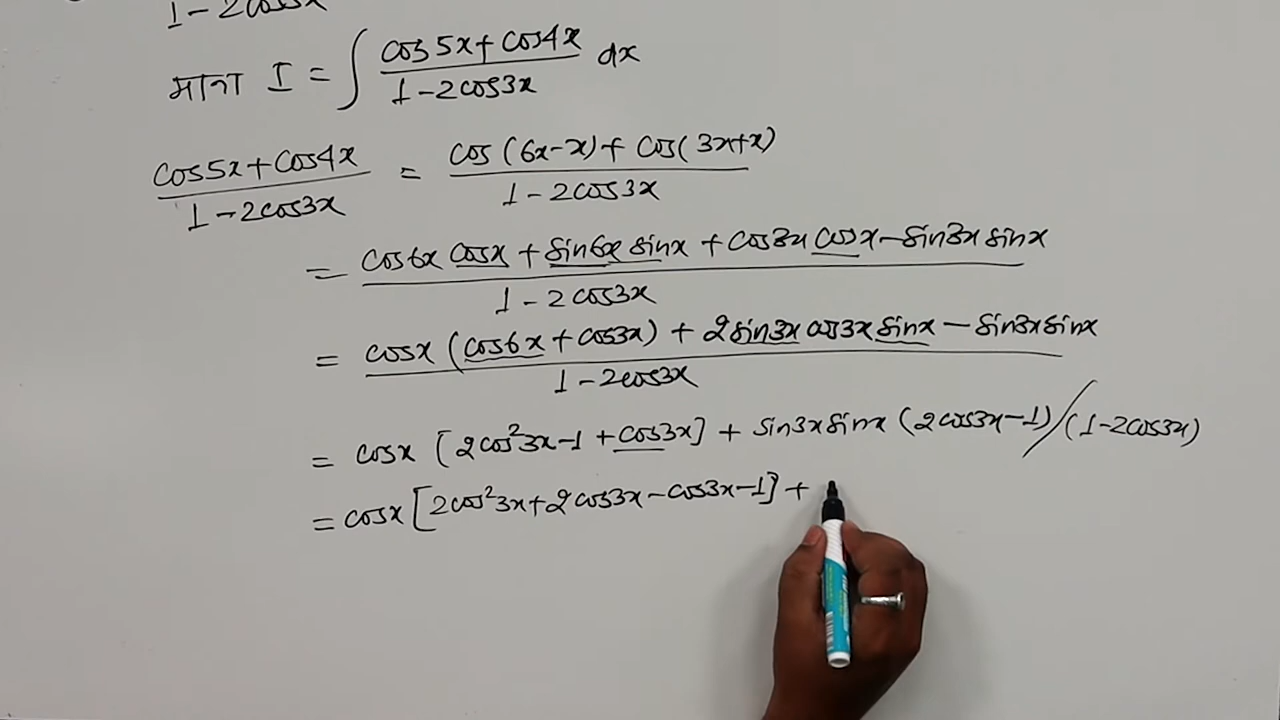 1 - 2cos3x
माना I = ∫ (cos5x + cos4x)/(1 - 2cos3x) dx
(cos5x + cos4x)/(1 - 2cos3x) = (cos(6x-x) + cos(3x+x))/(1 - 2cos3x)
= (cos6x cosx + sin6x sinx + cos3x cosx - sin3x sinx)/(1 - 2cos3x)
= (cosx (cos6x + cos3x) + 2sin3x cos3x sinx - sin3x sinx)/(1 - 2cos3x)
= cosx [2cos²3x-1 + cos3x] + sin3x sinx (2cos3x-1)/(1-2cos3x)
= cosx [2cos²3x+2cos3x-cos3x-1] +